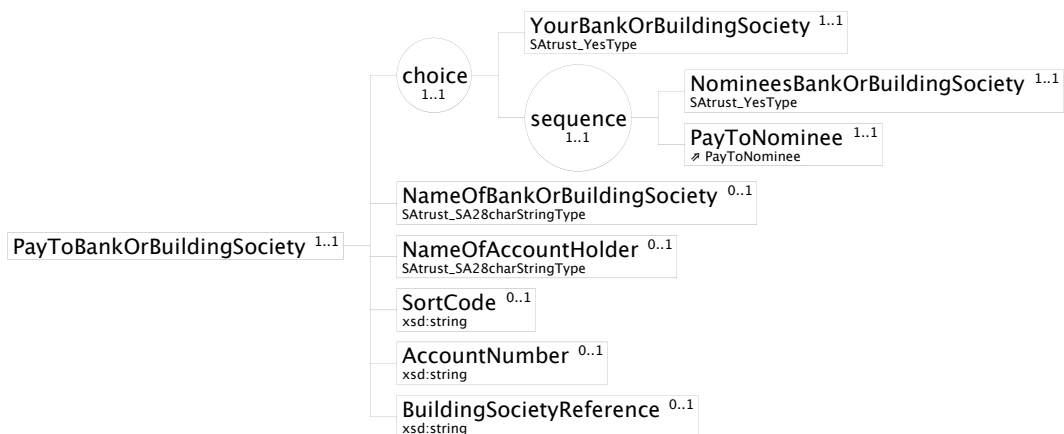 YourBankOrBuildingSociety 1..1
SAtrust_YesType
choice
1..1
NomineesBankOrBuildingSociety 1..1
SAtrust_YesType
sequence
1..1
PayToNominee 1..1
⇗ PayToNominee
NameOfBankOrBuildingSociety 0..1
SAtrust_SA28charStringType
PayToBankOrBuildingSociety 1..1
NameOfAccountHolder 0..1
SAtrust_SA28charStringType
SortCode 0..1
xsd:string
AccountNumber 0..1
xsd:string
BuildingSocietyReference 0..1
xsd:string